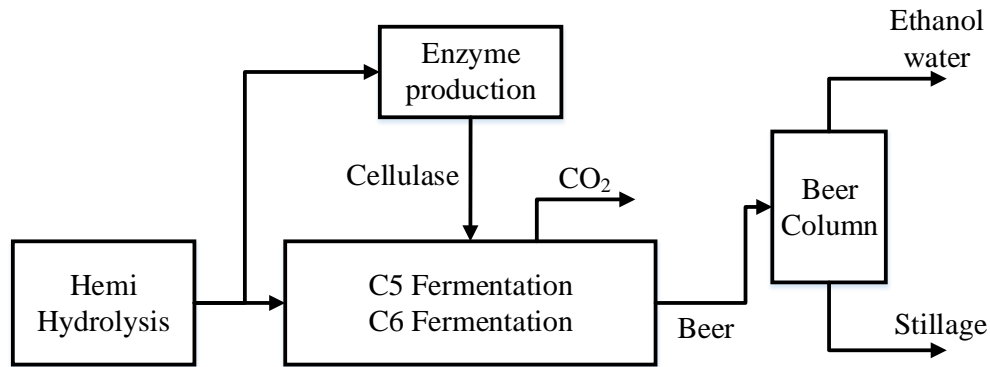 Ethanol
water
Enzyme
production
Cellulase
CO₂
Beer
Column
Hemi
Hydrolysis
C5 Fermentation
C6 Fermentation
Beer
Stillage